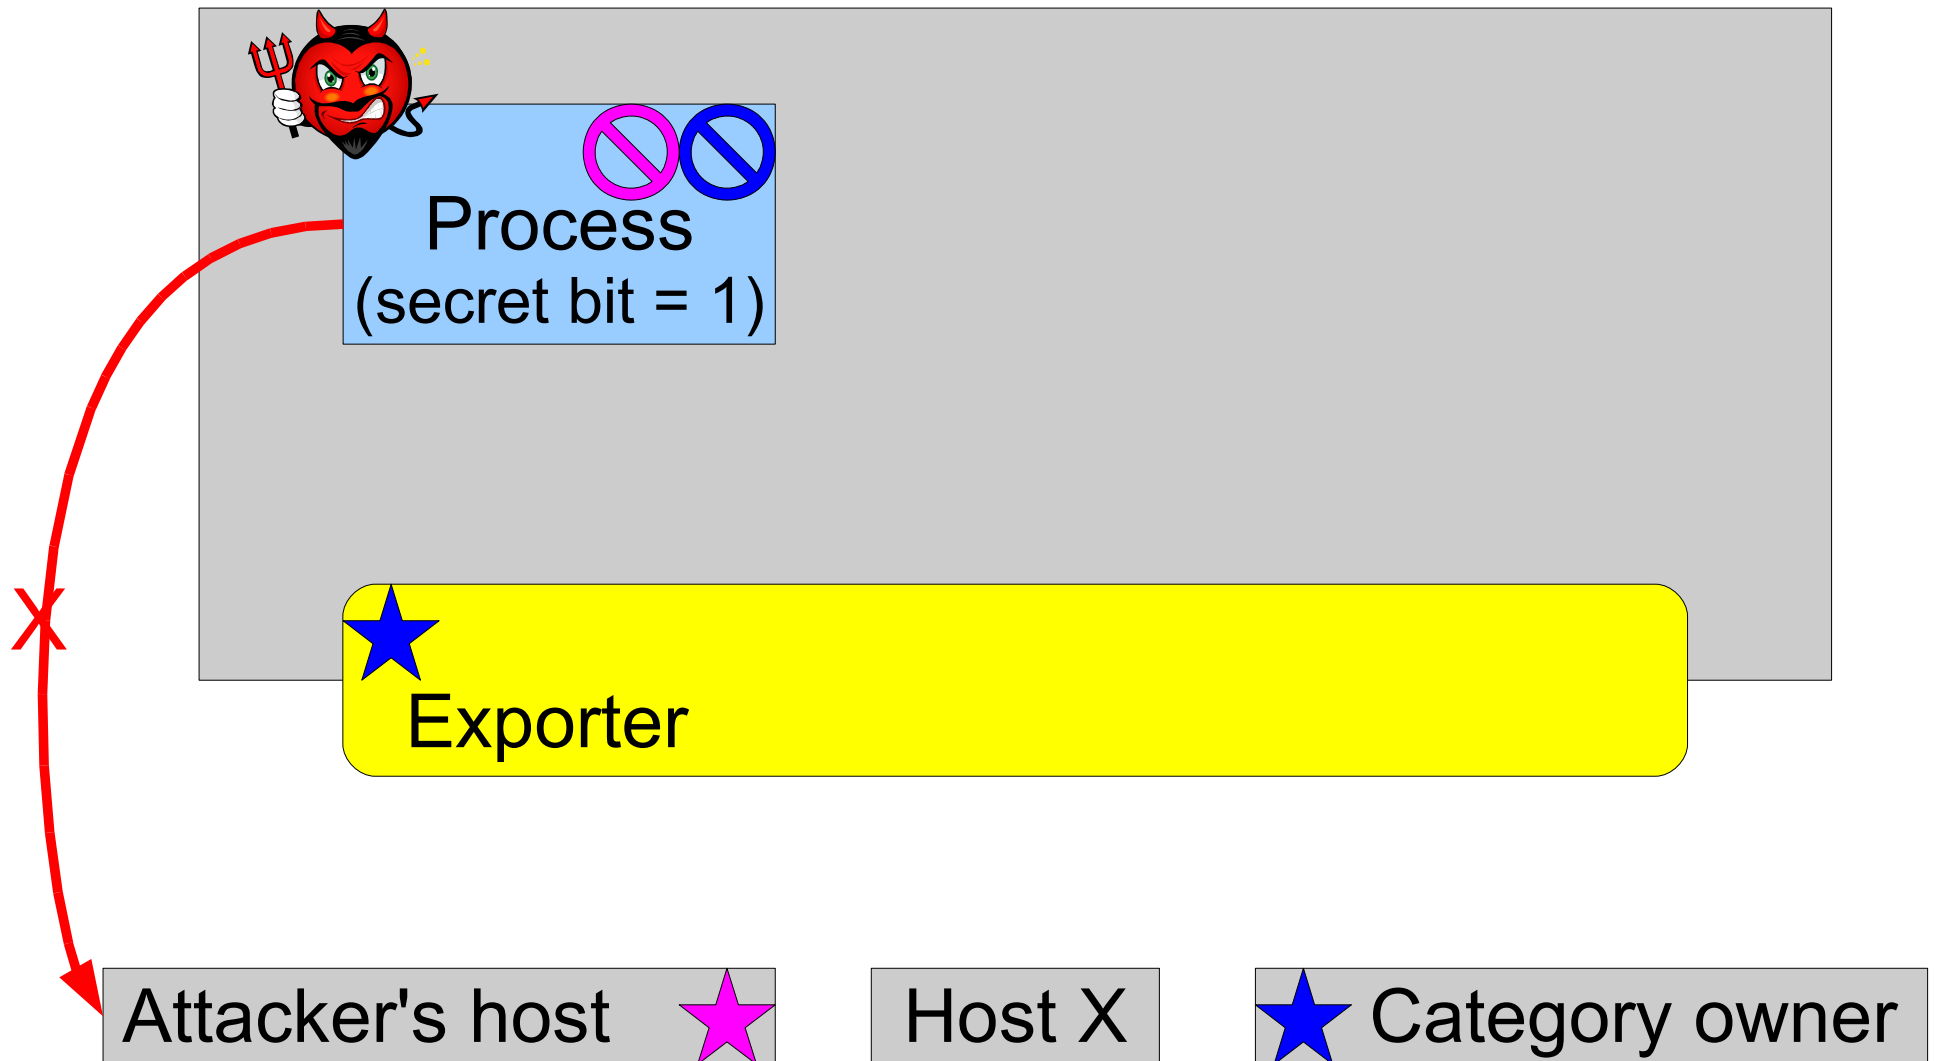 Process
(secret bit = 1)
X
Exporter
Attacker's host
Host X
Category owner